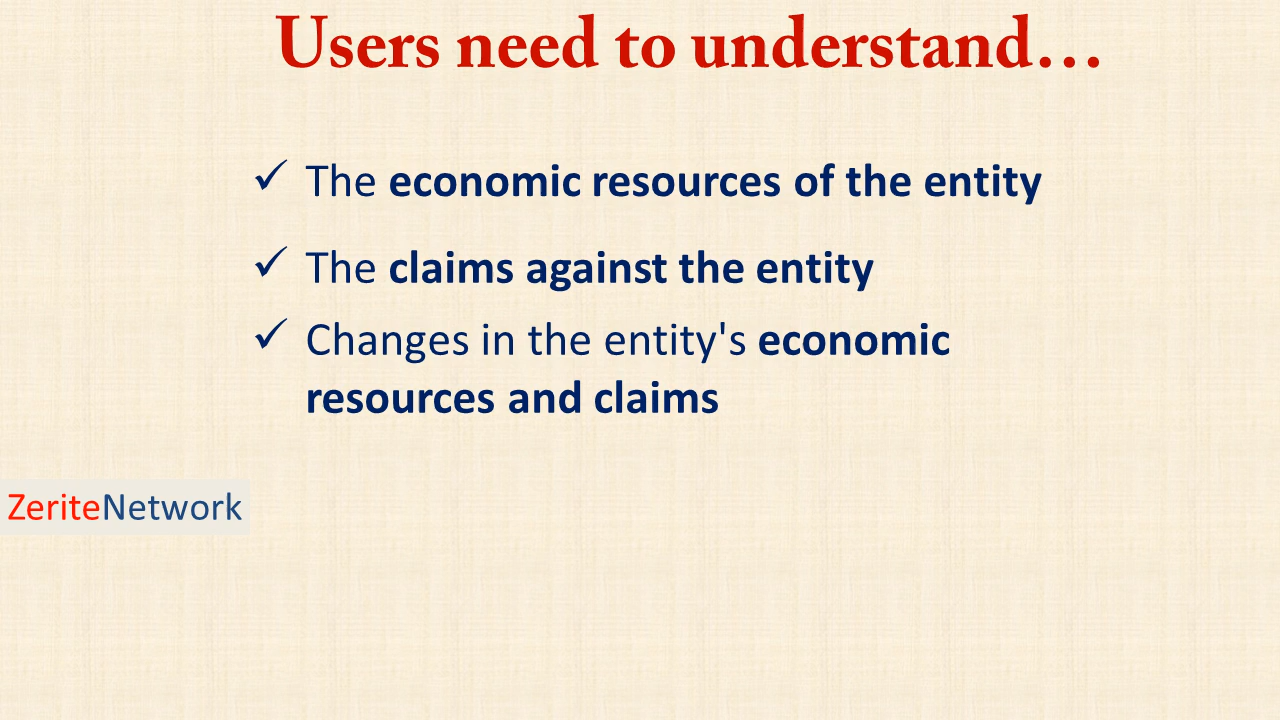 Users need to understand…
✓ The economic resources of the entity
✓ The claims against the entity
✓ Changes in the entity's economic
resources and claims
ZeriteNetwork